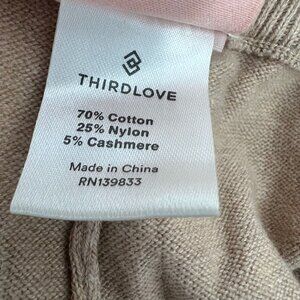 THIRDLOVE
70% Cotton
25% Nylon
5% Cashmere
Made in China
RN139833